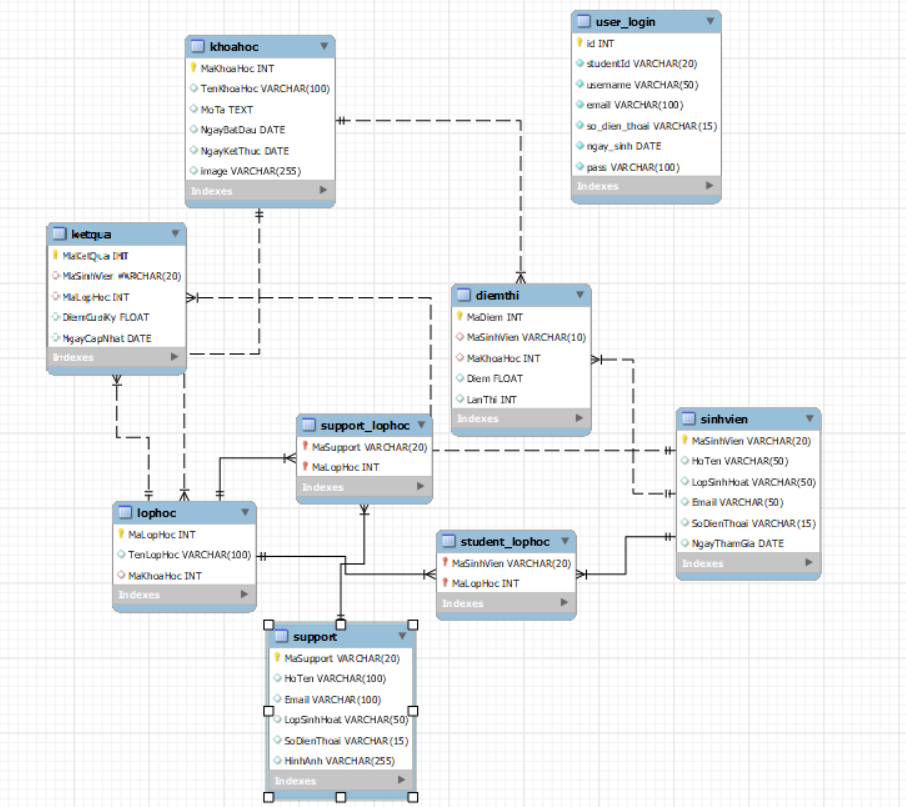 user_login
id INT
studentId VARCHAR(20)
username VARCHAR(50)
email VARCHAR(100)
so_dien_thoai VARCHAR(15)
ngay_sinh DATE
pass VARCHAR(100)
Indexes
khoahoc
MaKhoaHoc INT
TenKhoaHoc VARCHAR(100)
MoTa TEXT
NgayBatDau DATE
NgayKetThuc DATE
image VARCHAR(255)
Indexes
ketqua
MaKetQua INT
MaSinhVien VARCHAR(20)
MaLopHoc INT
DiemCuoiKy FLOAT
NgayCapNhat DATE
Indexes
diemthi
MaDiem INT
MaSinhVien VARCHAR(10)
MaKhoaHoc INT
Diem FLOAT
LanThi INT
Indexes
support_lophoc
MaSupport VARCHAR(20)
MaLopHoc INT
Indexes
sinhvien
MaSinhVien VARCHAR(20)
HoTen VARCHAR(50)
LopSinhHoat VARCHAR(50)
Email VARCHAR(50)
SoDienThoai VARCHAR(15)
NgayThamGia DATE
Indexes
lophoc
MaLopHoc INT
TenLopHoc VARCHAR(100)
MaKhoaHoc INT
Indexes
student_lophoc
MaSinhVien VARCHAR(20)
MaLopHoc INT
Indexes
support
MaSupport VARCHAR(20)
HoTen VARCHAR(100)
Email VARCHAR(100)
LopSinhHoat VARCHAR(50)
SoDienThoai VARCHAR(15)
HinhAnh VARCHAR(255)
Indexes